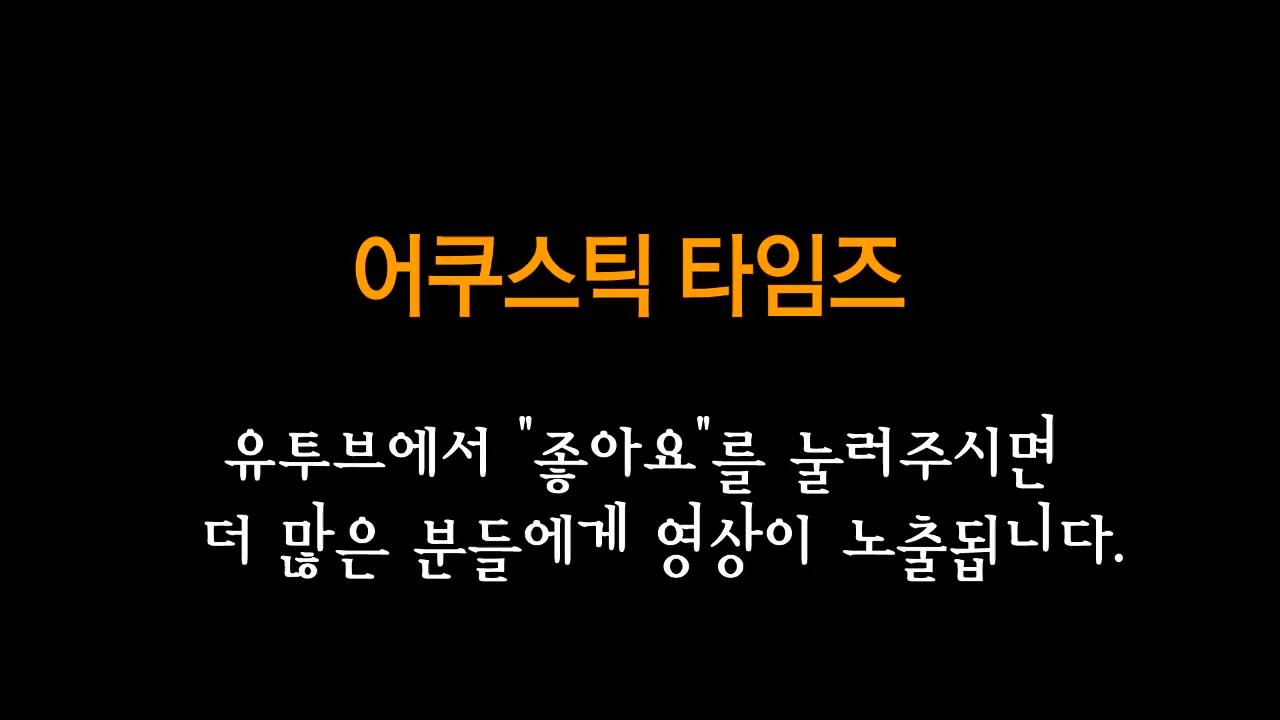 어쿠스틱 타임즈
유투브에서 "좋아요"를 눌러주시면
더 많은 분들에게 영상이 노출됩니다.